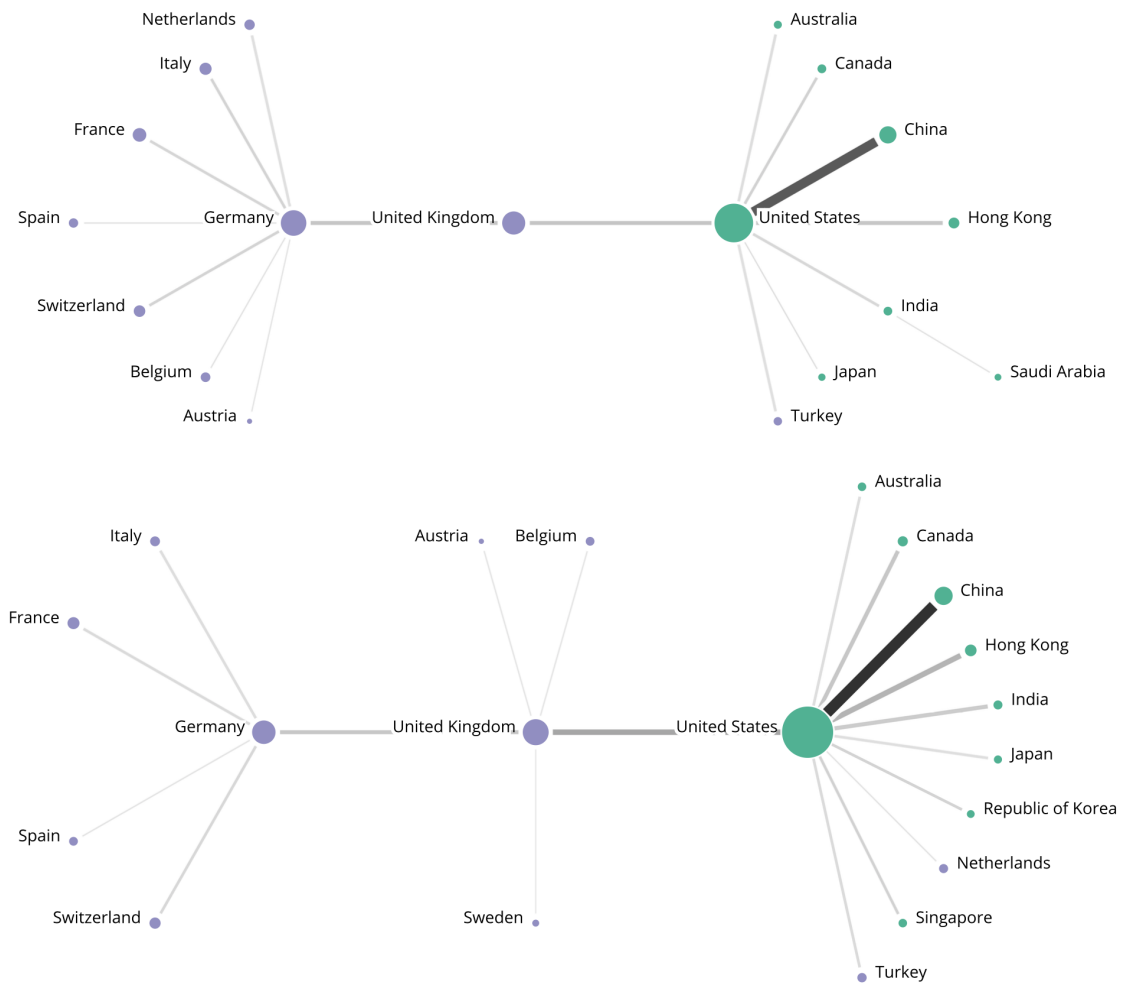 Netherlands
Australia
Italy
Canada
France
China
Spain
Germany
United Kingdom
United States
Hong Kong
Switzerland
India
Belgium
Japan
Saudi Arabia
Austria
Turkey
Australia
Italy
Austria
Belgium
Canada
China
France
Hong Kong
India
Germany
United Kingdom
United States
Japan
Republic of Korea
Spain
Netherlands
Switzerland
Sweden
Singapore
Turkey